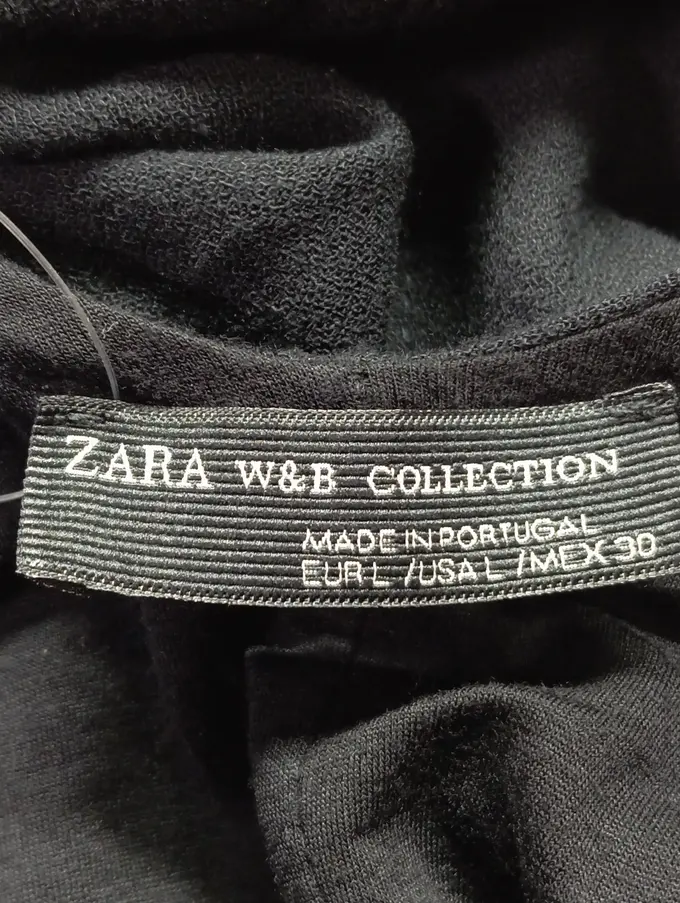 ZARA W&B COLLECTION
MADE IN PORTUGAL
EUR L /USA L /MEX 30